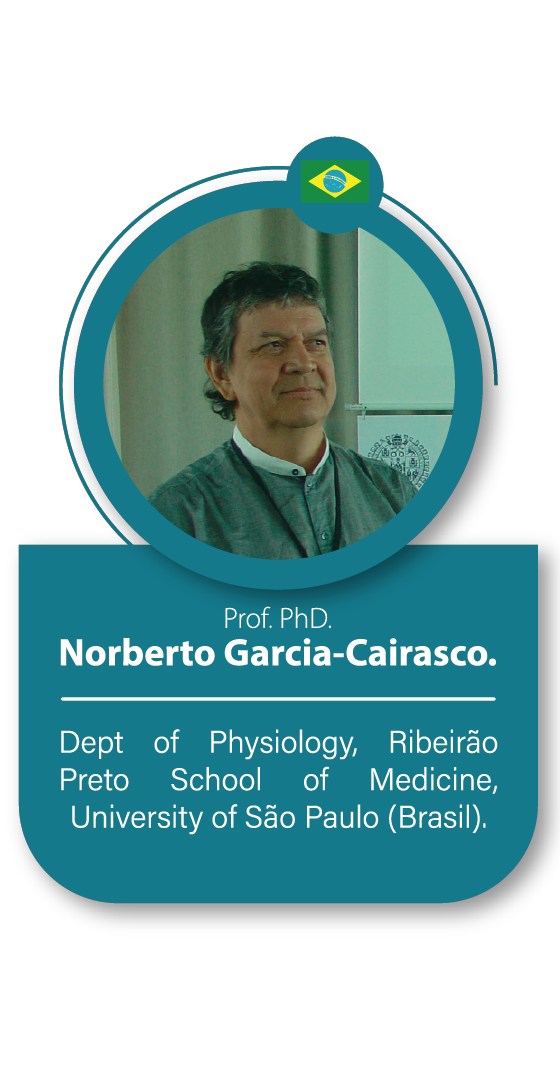 Prof. PhD.
Norberto Garcia-Cairasco.
Dept of Physiology, Ribeirão
Preto School of Medicine,
University of São Paulo (Brasil).